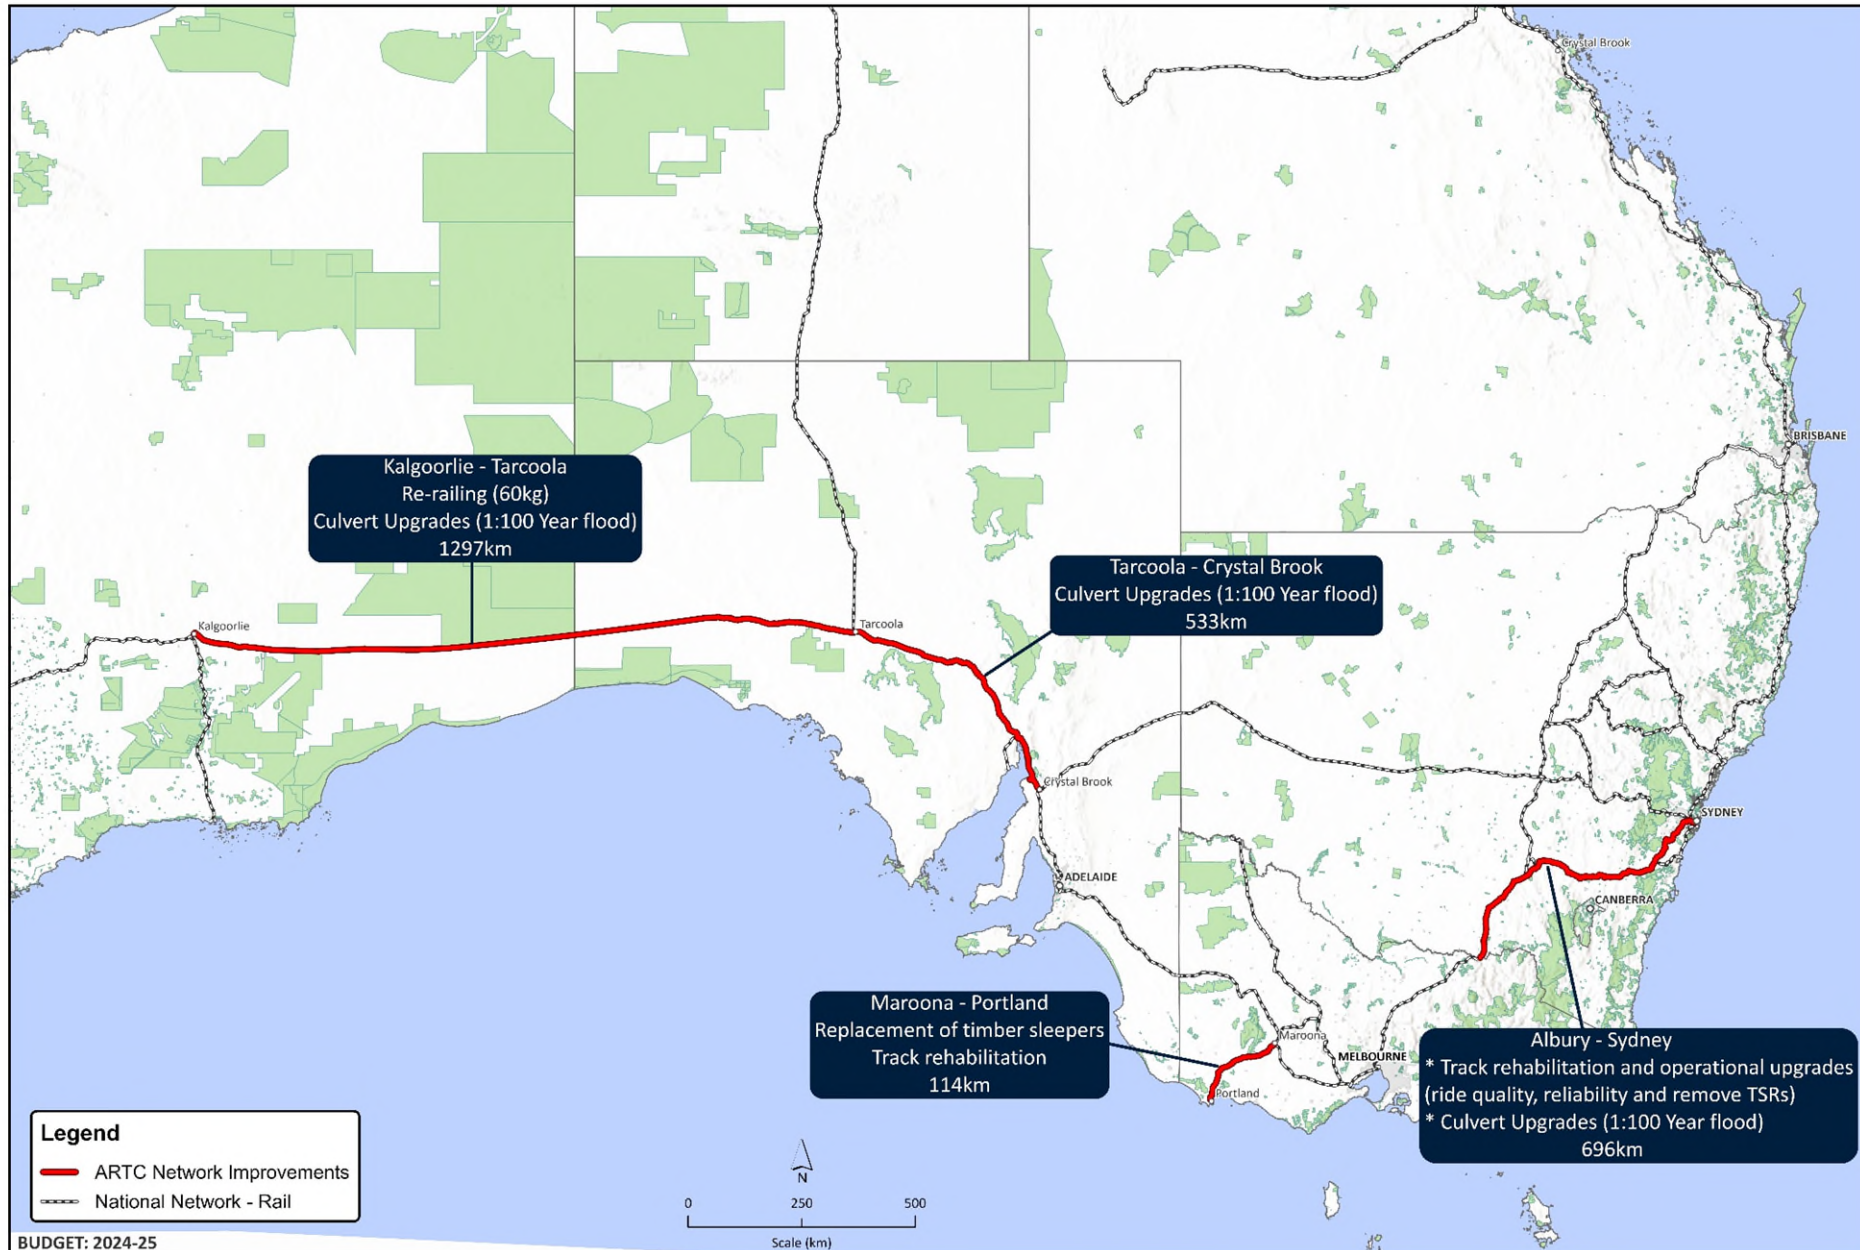 Crystal Brook
BRISBANE
Kalgoorlie - Tarcoola
Re-railing (60kg)
Culvert Upgrades (1:100 Year flood)
1297km
Tarcoola - Crystal Brook
Culvert Upgrades (1:100 Year flood)
533km
Kalgoorlie
Tarcoola
Crystal Brook
SYDNEY
ADELAIDE
CANBERRA
Maroona - Portland
Replacement of timber sleepers
Track rehabilitation
114km
Maroona
MELBOURNE
Portland
Albury - Sydney
* Track rehabilitation and operational upgrades
(ride quality, reliability and remove TSRs)
* Culvert Upgrades (1:100 Year flood)
696km
Legend
ARTC Network Improvements
National Network - Rail
N
0 250 500
Scale (km)
BUDGET: 2024-25